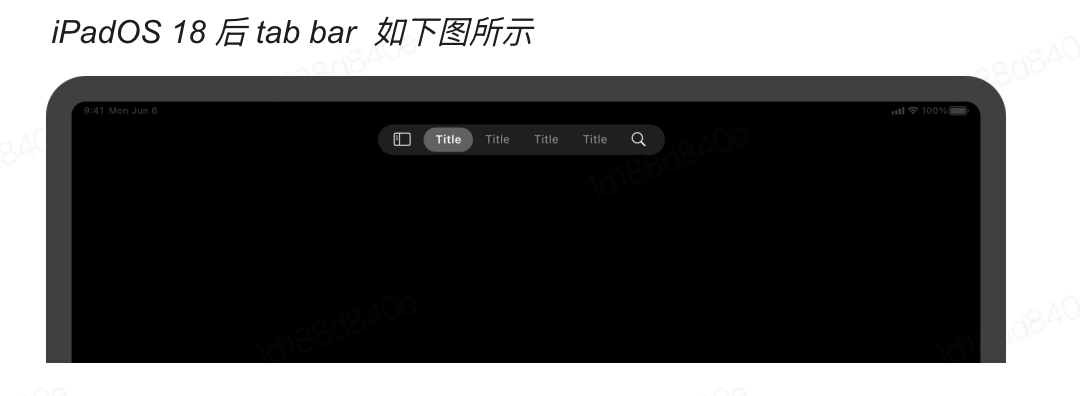 iPadOS 18 后 tab bar 如下图所示
9:41 Mon Jun 6 100%
Title Title Title Title
1d188d840e
1d188d840e
1d188d840e